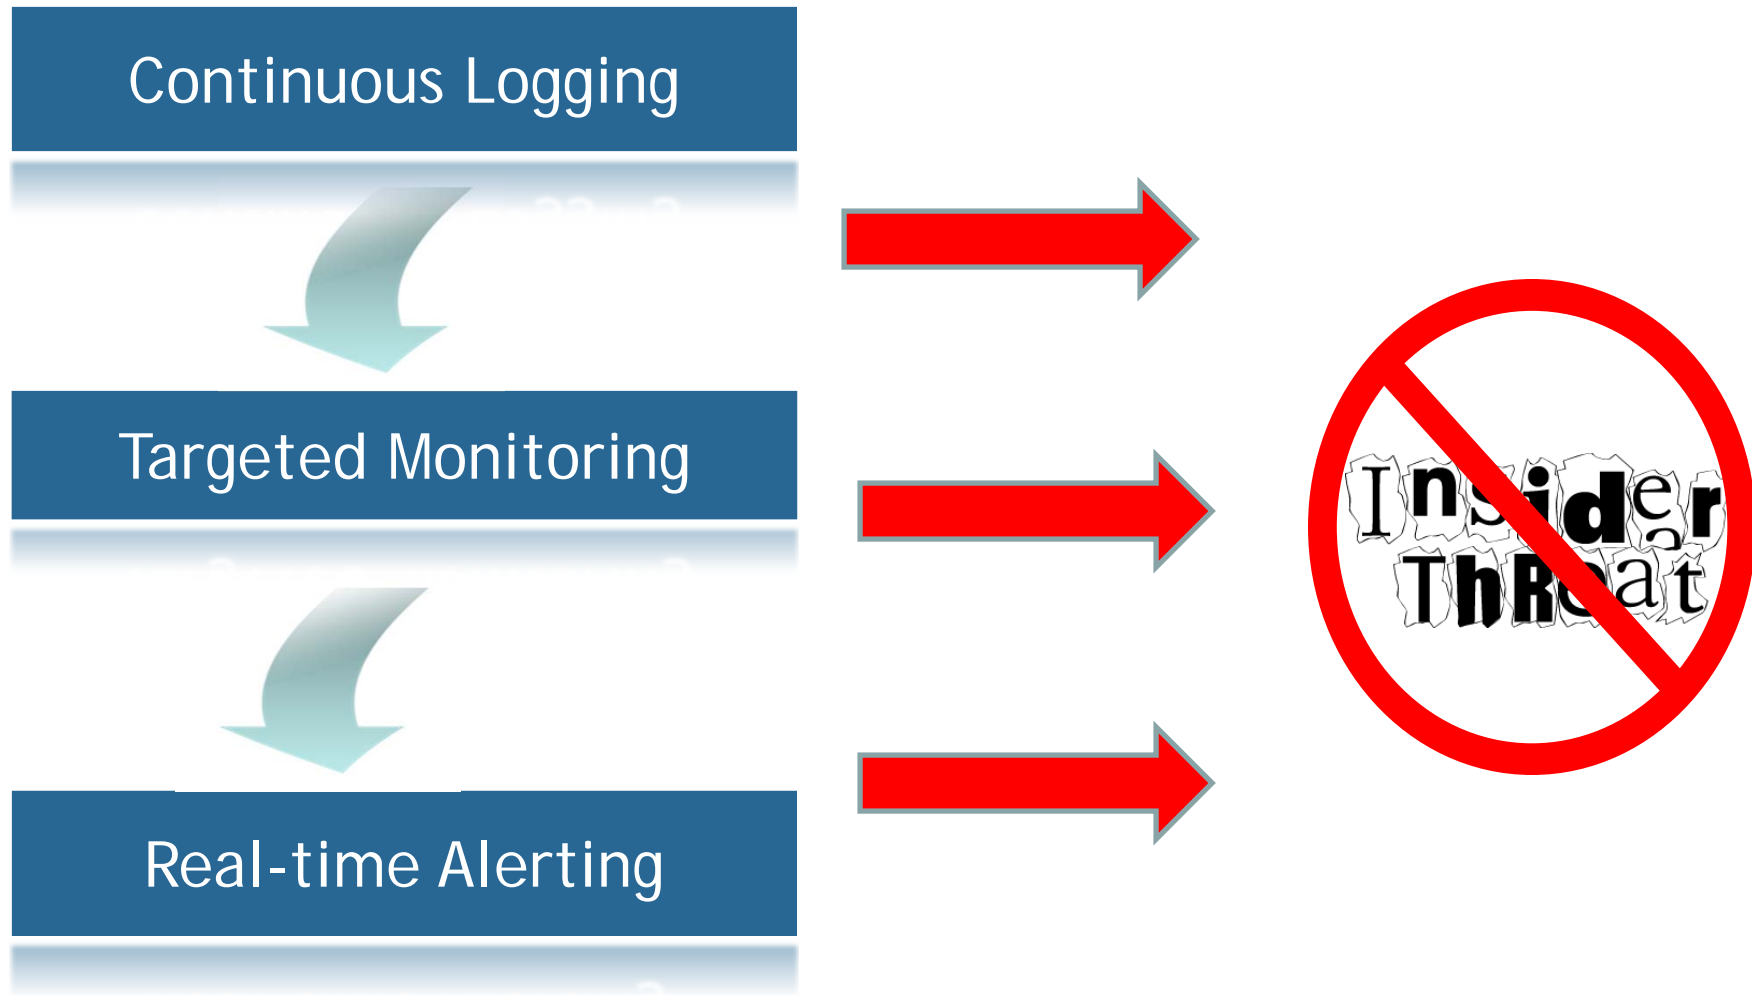 Continuous Logging
Targeted Monitoring
Real-time Alerting
Insider
ThReat